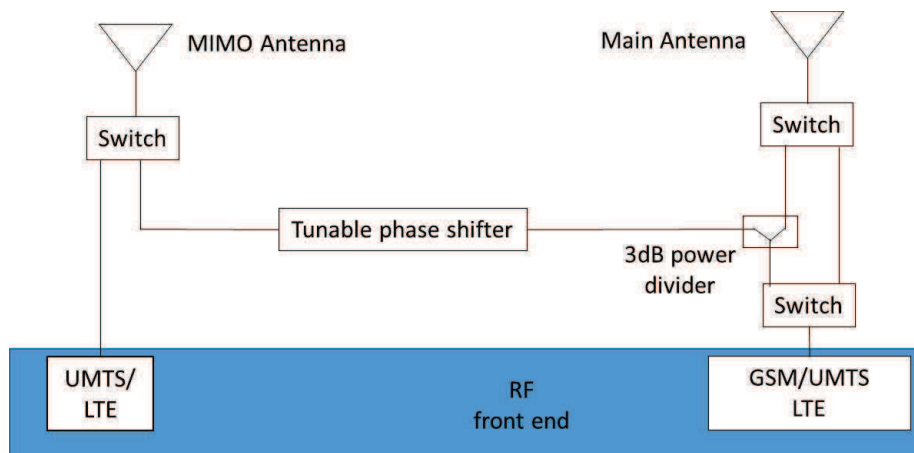 MIMO Antenna
Main Antenna
Switch
Switch
Tunable phase shifter
3dB power
divider
Switch
UMTS/
LTE
RF
front end
GSM/UMTS
LTE